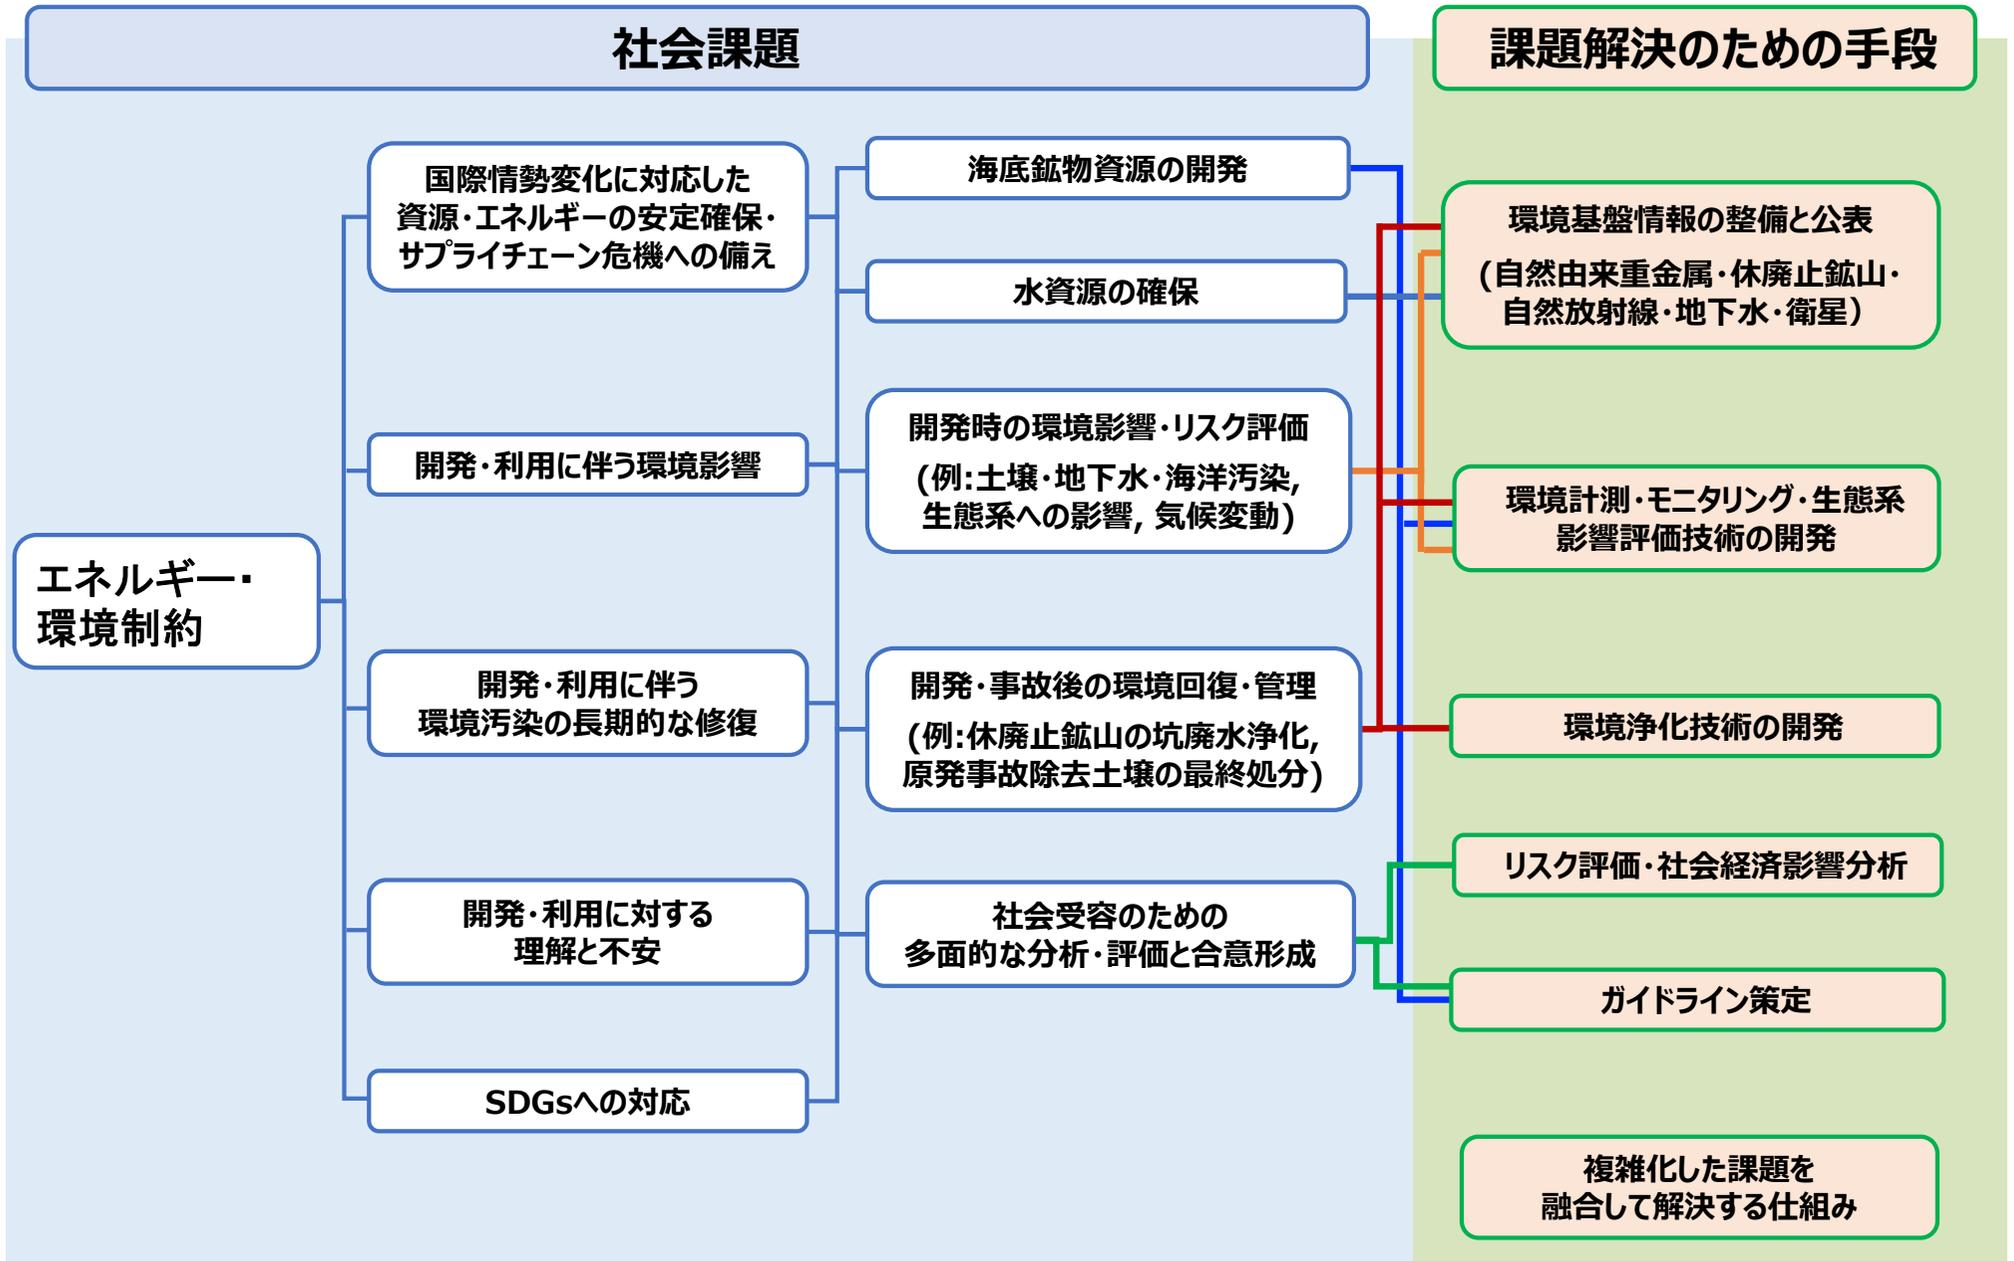 社会課題
課題解決のための手段
エネルギー・
環境制約
国際情勢変化に対応した
資源・エネルギーの安定確保・
サプライチェーン危機への備え
開発・利用に伴う環境影響
開発・利用に伴う
環境汚染の長期的な修復
開発・利用に対する
理解と不安
SDGsへの対応
海底鉱物資源の開発
水資源の確保
開発時の環境影響・リスク評価
(例:土壌・地下水・海洋汚染,
生態系への影響, 気候変動)
開発・事故後の環境回復・管理
(例:休廃止鉱山の坑廃水浄化,
原発事故除去土壌の最終処分)
社会受容のための
多面的な分析・評価と合意形成
環境基盤情報の整備と公表
(自然由来重金属・休廃止鉱山・
自然放射線・地下水・衛星）
環境計測・モニタリング・生態系
影響評価技術の開発
環境浄化技術の開発
リスク評価・社会経済影響分析
ガイドライン策定
複雑化した課題を
融合して解決する仕組み